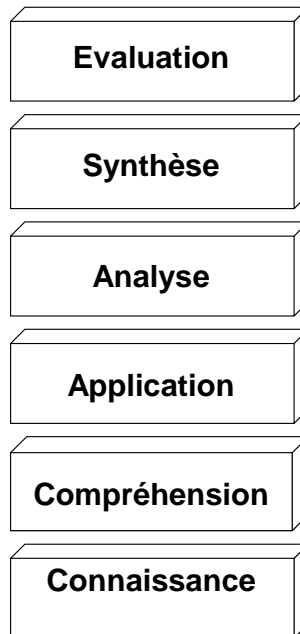 Evaluation
Synthèse
Analyse
Application
Compréhension
Connaissance